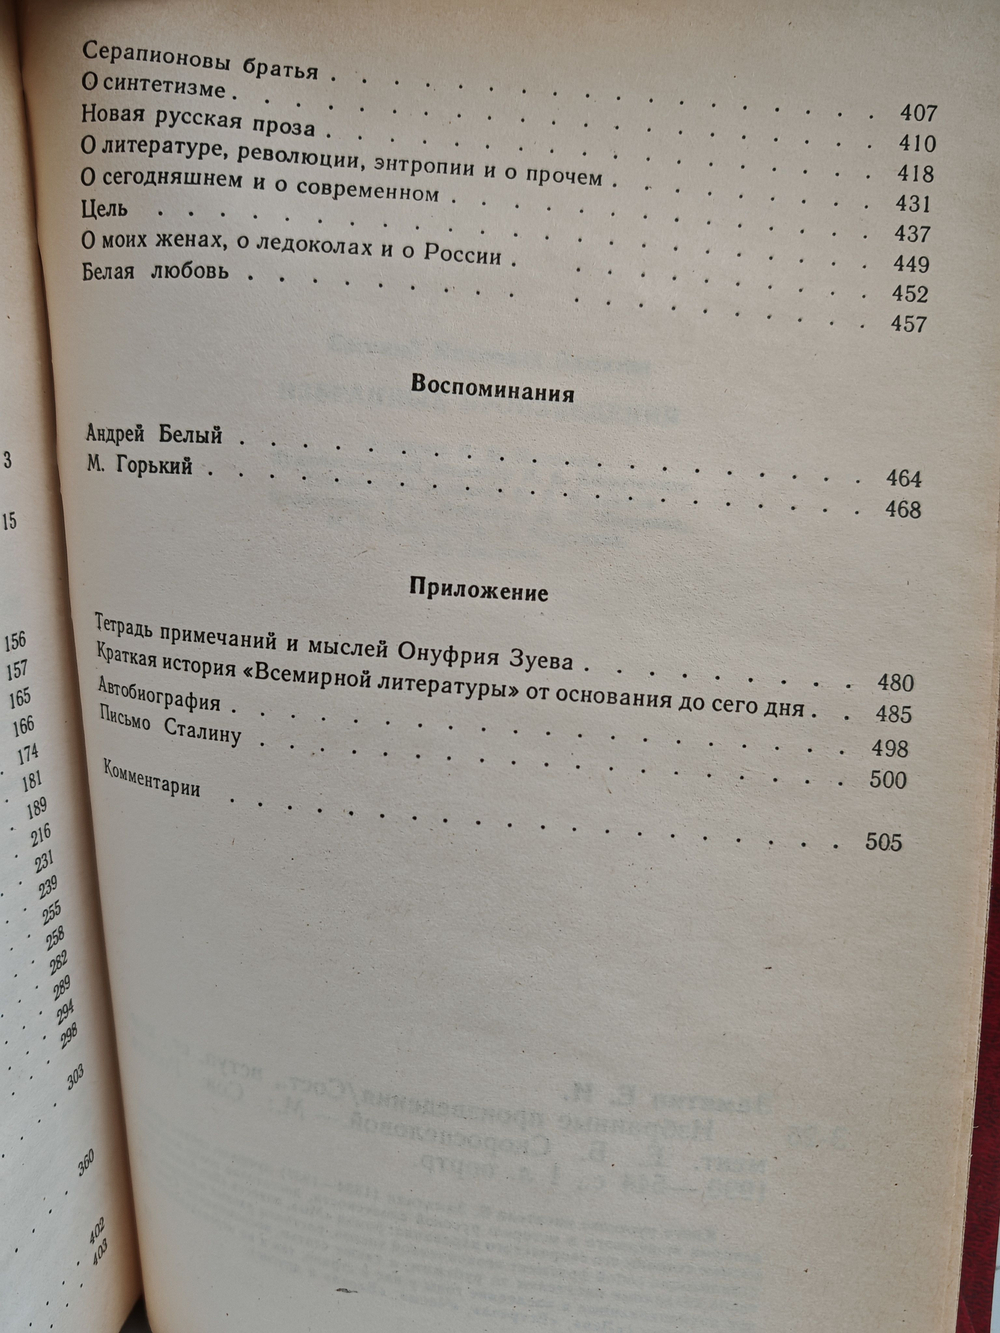 Серапионовы братья . . . . . . . . . . . . . . . . . 407
О синтетизме . . . . . . . . . . . . . . . . . . . . 410
Новая русская проза . . . . . . . . . . . . . . . . . 418
О литературе, революции, энтропии и о прочем . . . . . . . . 431
О сегодняшнем и о современном . . . . . . . . . . . . . 437
Цель . . . . . . . . . . . . . . . . . . . . . . . 449
О моих женах, о ледоколах и о России . . . . . . . . . . 452
Белая любовь . . . . . . . . . . . . . . . . . . . 457
Воспоминания
Андрей Белый . . . . . . . . . . . . . . . . . . . . 464
М. Горький . . . . . . . . . . . . . . . . . . . . . 468
Приложение
Тетрадь примечаний и мыслей Онуфрия Зуева . . . . . . . . . 480
Краткая история «Всемирной литературы» от основания до сего дня . . 485
Автобиография . . . . . . . . . . . . . . . . . . . 498
Письмо Сталину . . . . . . . . . . . . . . . . . . . 500
Комментарии . . . . . . . . . . . . . . . . . . . . 505
3
15
156
157
165
166
174
181
189
216
231
239
255
258
282
289
294
298
303
360
402
403